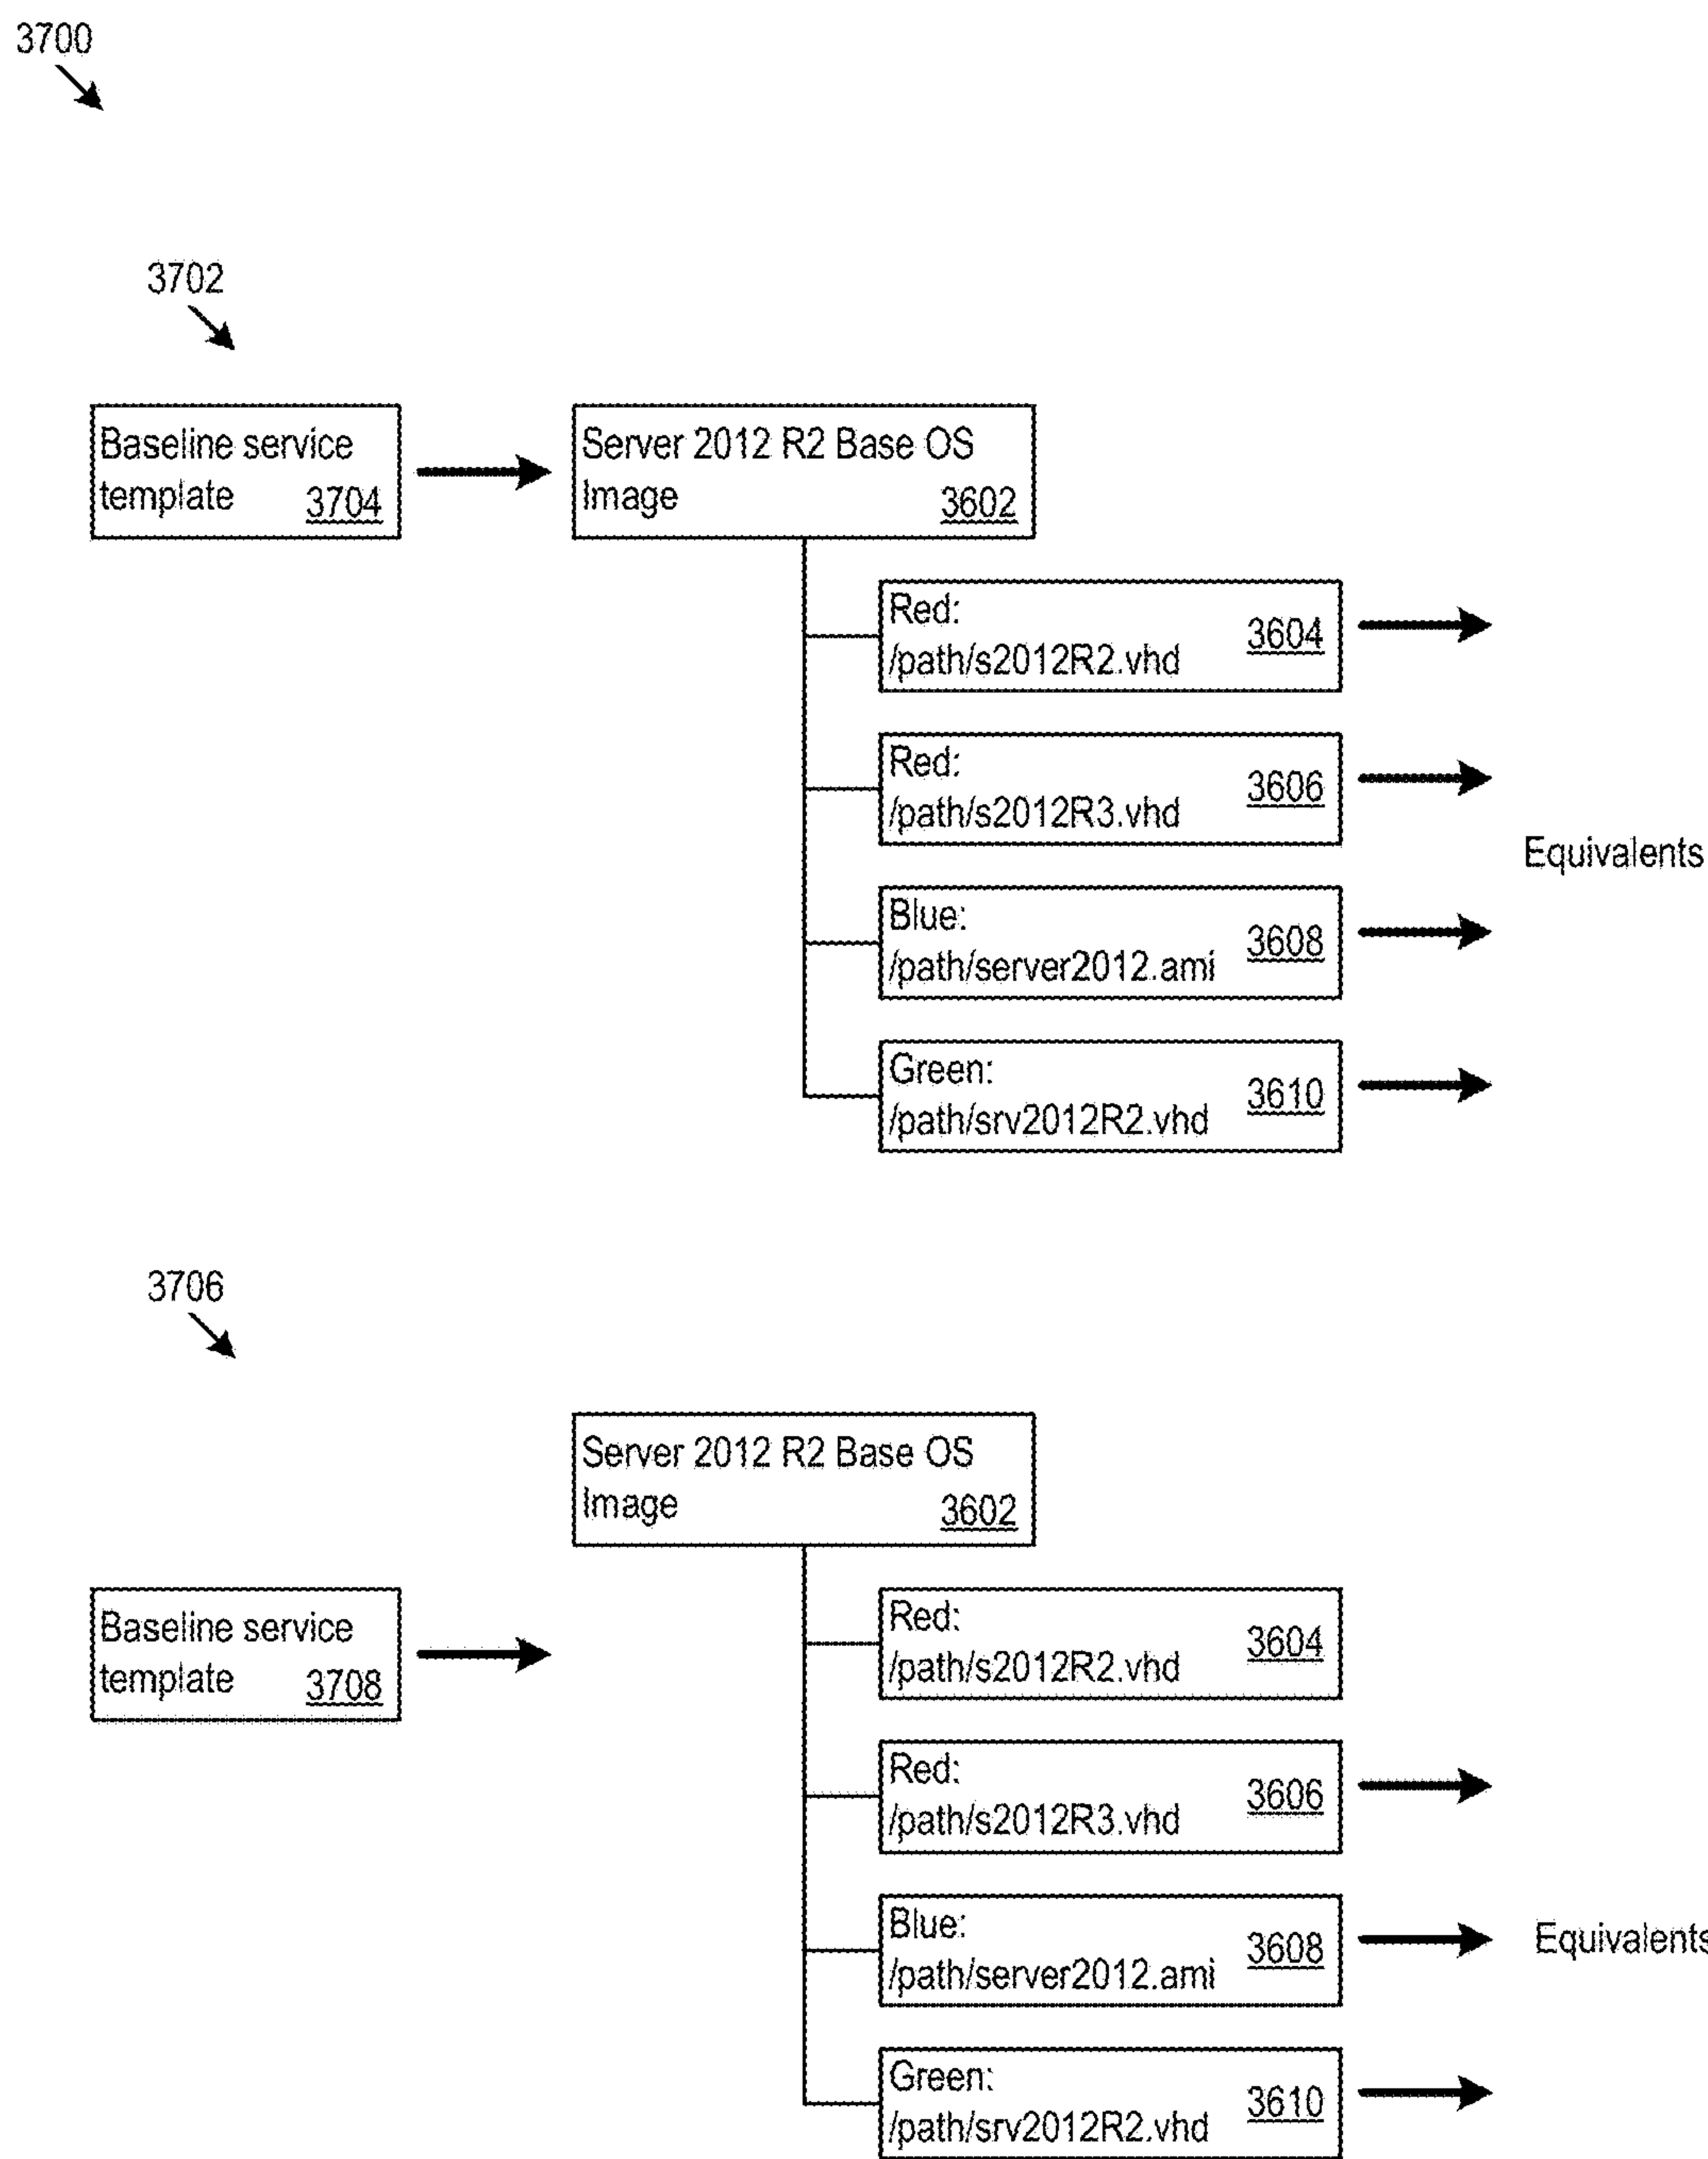 3700
3702
Baseline service
template 3704
Server 2012 R2 Base OS
Image 3602
Red:
/path/s2012R2.vhd 3604
Red:
/path/s2012R3.vhd 3606
Equivalents
Blue:
/path/server2012.ami 3608
Green:
/path/srv2012R2.vhd 3610
3706
Server 2012 R2 Base OS
Image 3602
Baseline service
template 3708
Red:
/path/s2012R2.vhd 3604
Red:
/path/s2012R3.vhd 3606
Blue:
/path/server2012.ami 3608
Equivalents
Green:
/path/srv2012R2.vhd 3610